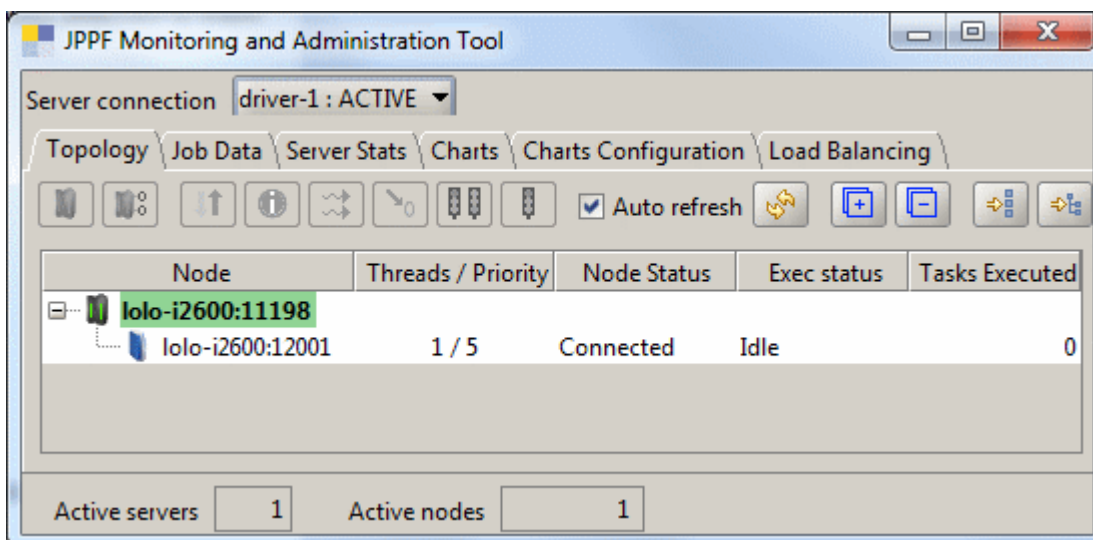 JPPF Monitoring and Administration Tool
Server connection driver-1 : ACTIVE
Topology Job Data Server Stats Charts Charts Configuration Load Balancing
Auto refresh
Node Threads / Priority Node Status Exec status Tasks Executed
lolo-i2600:11198
lolo-i2600:12001 1 / 5 Connected Idle 0
Active servers 1 Active nodes 1